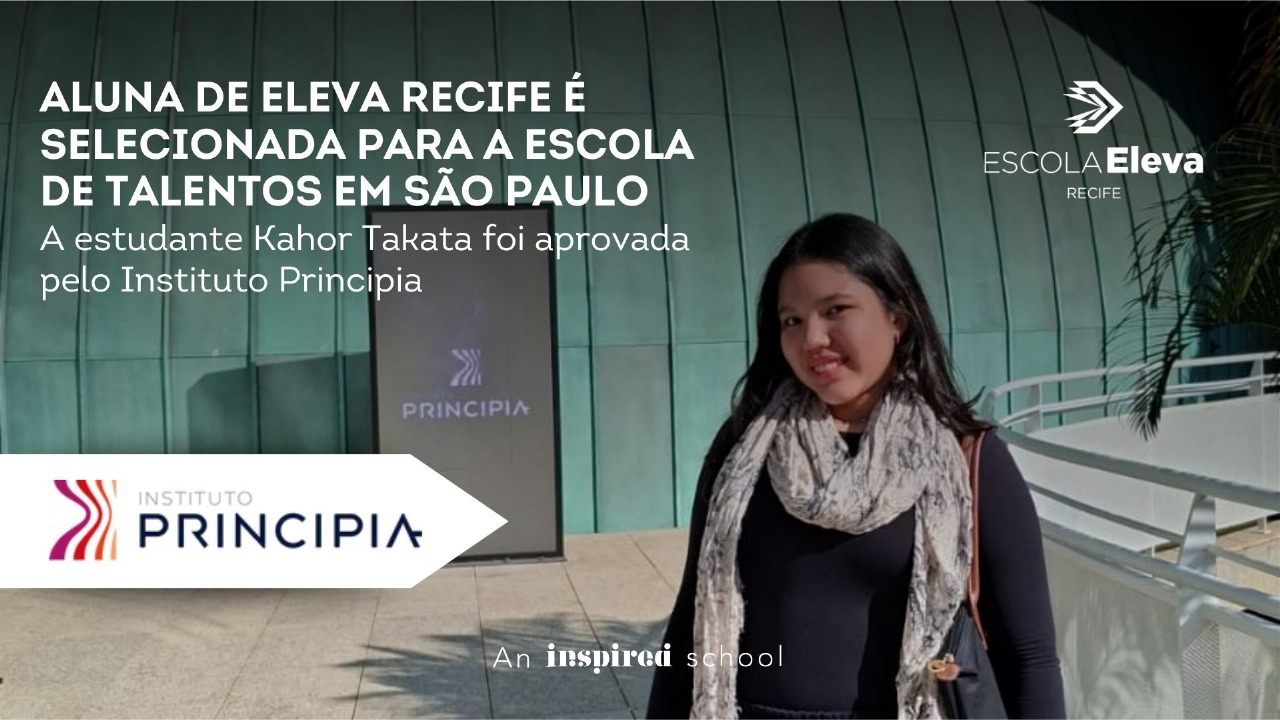 ALUNA DE ELEVA RECIFE É
SELECIONADA PARA A ESCOLA
DE TALENTOS EM SÃO PAULO
A estudante Kahor Takata foi aprovada
pelo Instituto Principia
ESCOLA Eleva
RECIFE
PRINCIPIA
INSTITUTO
PRINCIPIA
An inspired school